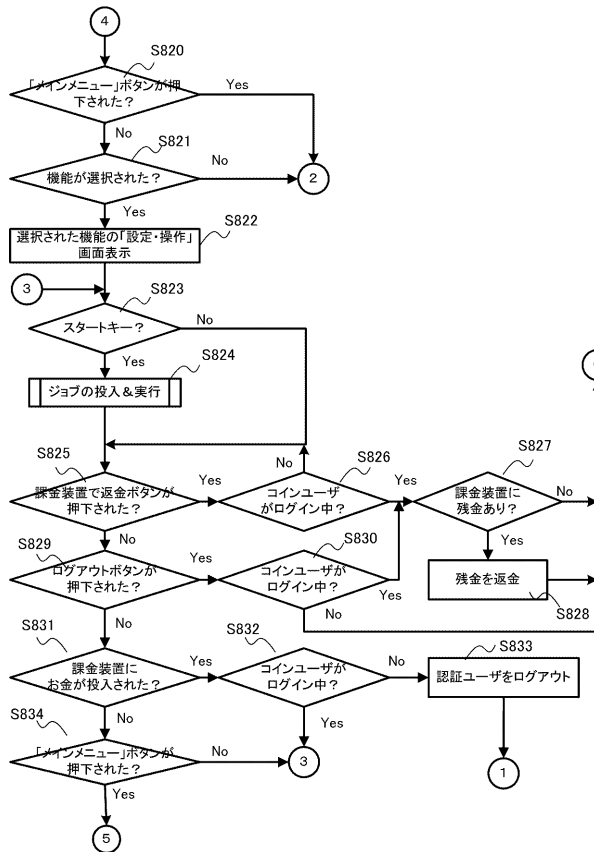 4
S820
「メインメニュー」ボタンが押
下された？
Yes
No
S821
機能が選択された？
No
2
Yes
S822
選択された機能の「設定・操作」
画面表示
3
S823
スタートキー？
No
Yes
S824
ジョブの投入＆実行
S825
課金装置で返金ボタンが
押下された？
Yes
No
S826
コインユーザ
がログイン中？
No
Yes
S827
課金装置に
残金あり？
No
Yes
S828
残金を返金
S829
ログアウトボタンが
押下された？
Yes
No
S830
コインユーザが
ログイン中？
Yes
No
S831
課金装置に
お金が投入された？
Yes
No
S832
コインユーザが
ログイン中？
No
Yes
S833
認証ユーザをログアウト
1
3
S834
「メインメニュー」ボタンが
押下された？
No
Yes
5